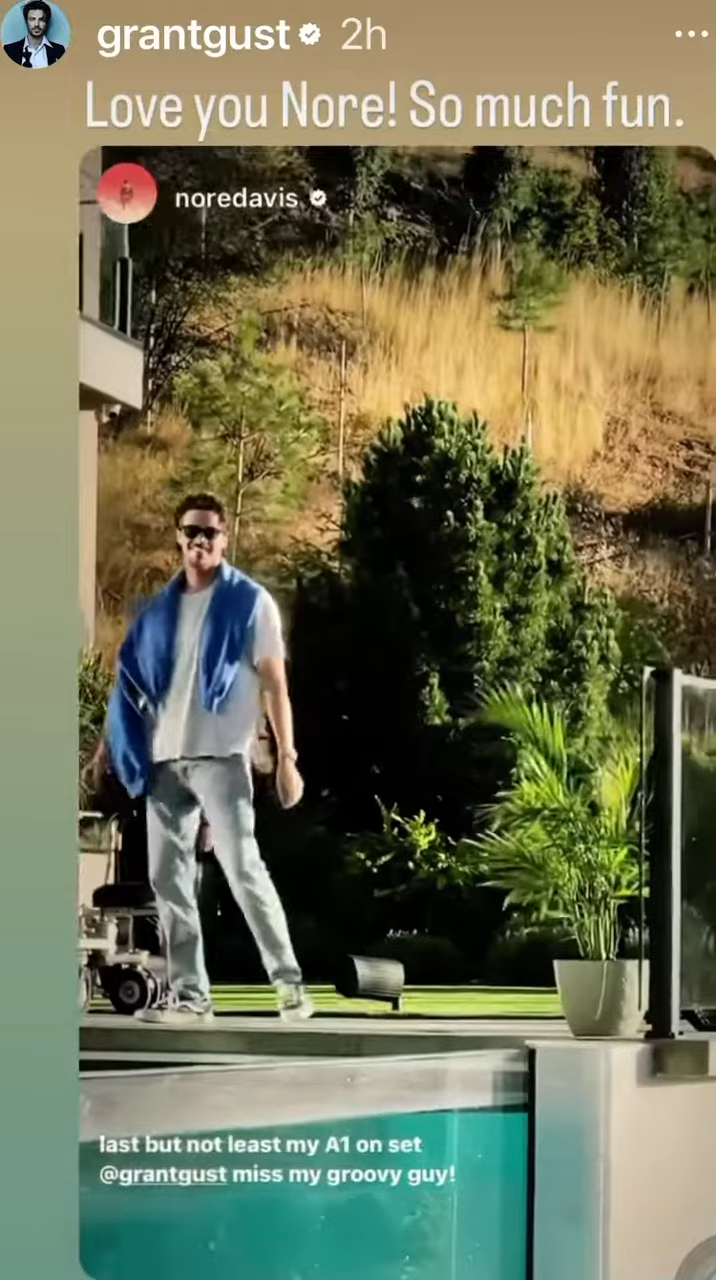 grantgust 2h
Love you Nore! So much fun.
noredavis
last but not least my A1 on set
@grantgust miss my groovy guy!